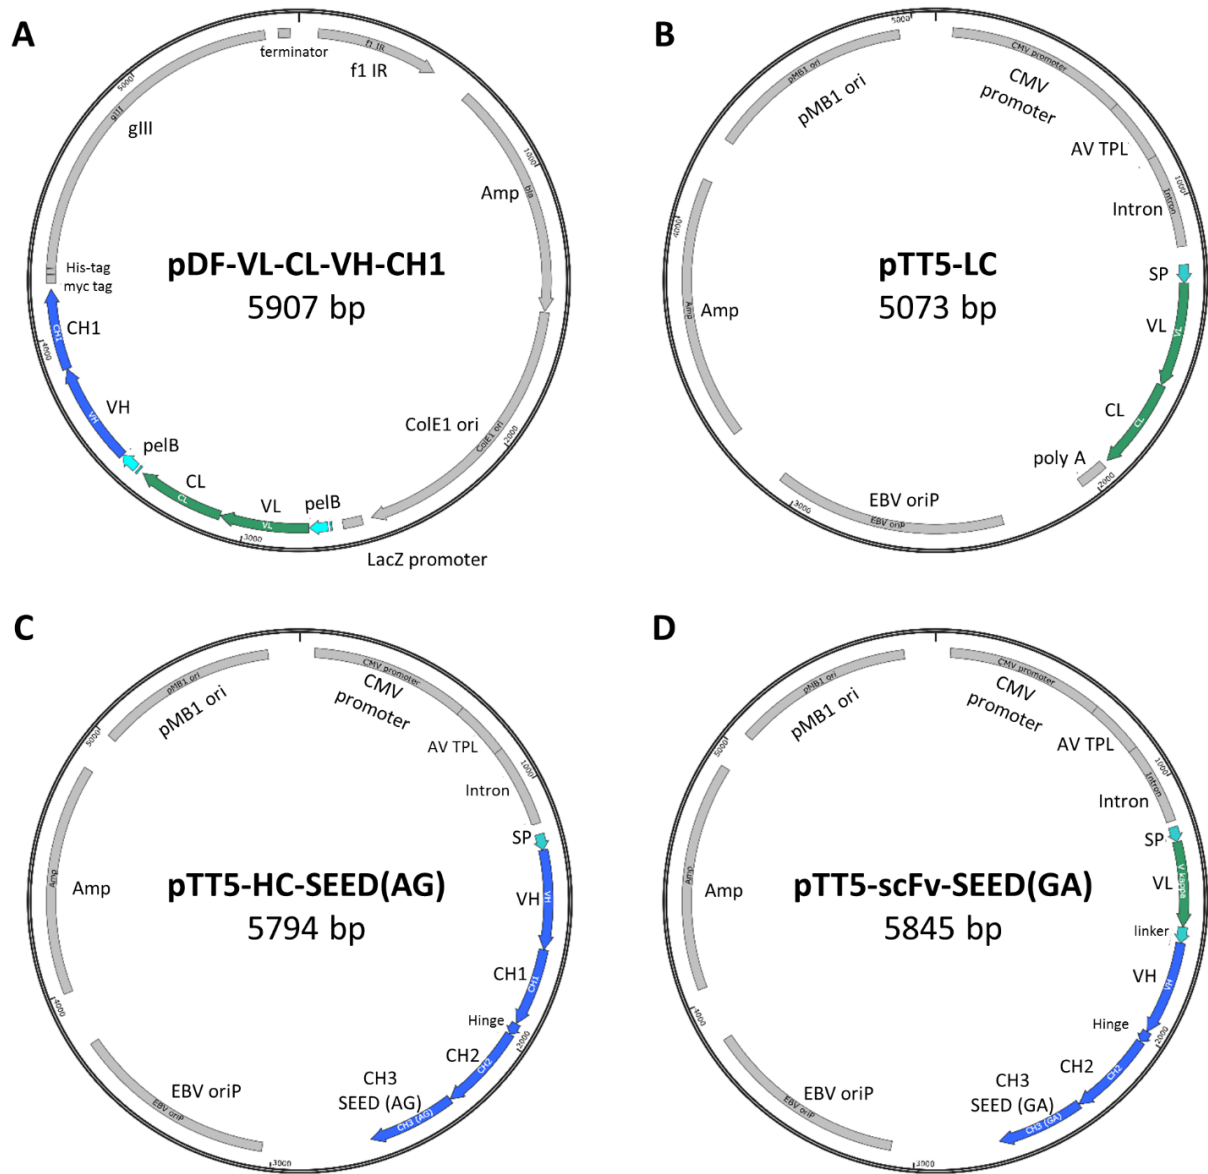 A
terminator
f1 IR
f1 IR
5000
gIII
gIII
1000
Amp
bla
pDF-VL-CL-VH-CH1
5907 bp
His-tag
myc tag
CH1
CH1
4000
VH
VH
pelB
CL
CL
VL
VL
pelB
3000
ColE1 ori
ColE1 ori
2000
LacZ promoter
B
5000
pMB1 ori
pMB1 ori
CMV promoter
CMV
promoter
AV TPL
1000
Intron
Intron
4000
pTT5-LC
5073 bp
SP
Amp
Amp
VL
VL
CL
CL
poly A
2000
EBV oriP
EBV oriP
3000
C
pMB1 ori
pMB1 ori
CMV promoter
CMV
promoter
5000
AV TPL
1000
Intron
SP
Amp
Amp
pTT5-HC-SEED(AG)
5794 bp
VH
VH
CH1
CH1
4000
Hinge
2000
CH2
CH2
CH3
SEED (AG)
CH3 (AG)
EBV oriP
EBV oriP
3000
D
pMB1 ori
pMB1 ori
CMV promoter
CMV
promoter
5000
AV TPL
1000
Intron
Intron
SP
Amp
Amp
pTT5-scFv-SEED(GA)
5845 bp
VL
V kappa
linker
VH
VH
4000
Hinge
2000
CH2
CH2
CH3
SEED (GA)
CH3 (GA)
EBV oriP
EBV oriP
3000